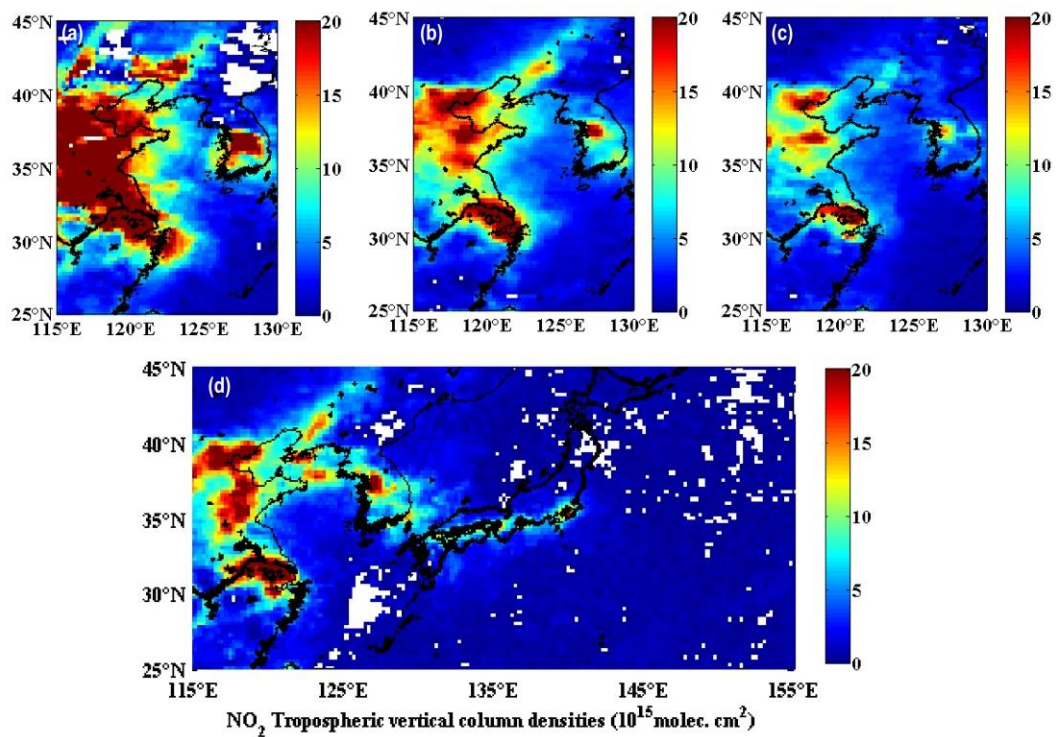 45°N (a) 20 45°N (b) 20 45°N (c) 20
40°N 15 40°N 15 40°N 15
35°N 10 35°N 10 35°N 10
30°N 5 30°N 5 30°N 5
25°N 0 25°N 0 25°N 0
115°E 120°E 125°E 130°E 115°E 120°E 125°E 130°E 115°E 120°E 125°E 130°E
45°N (d) 20
40°N 15
35°N 10
30°N 5
25°N 0
115°E 125°E 135°E 145°E 155°E
NO₂ Tropospheric vertical column densities (10¹⁵molec. cm²)